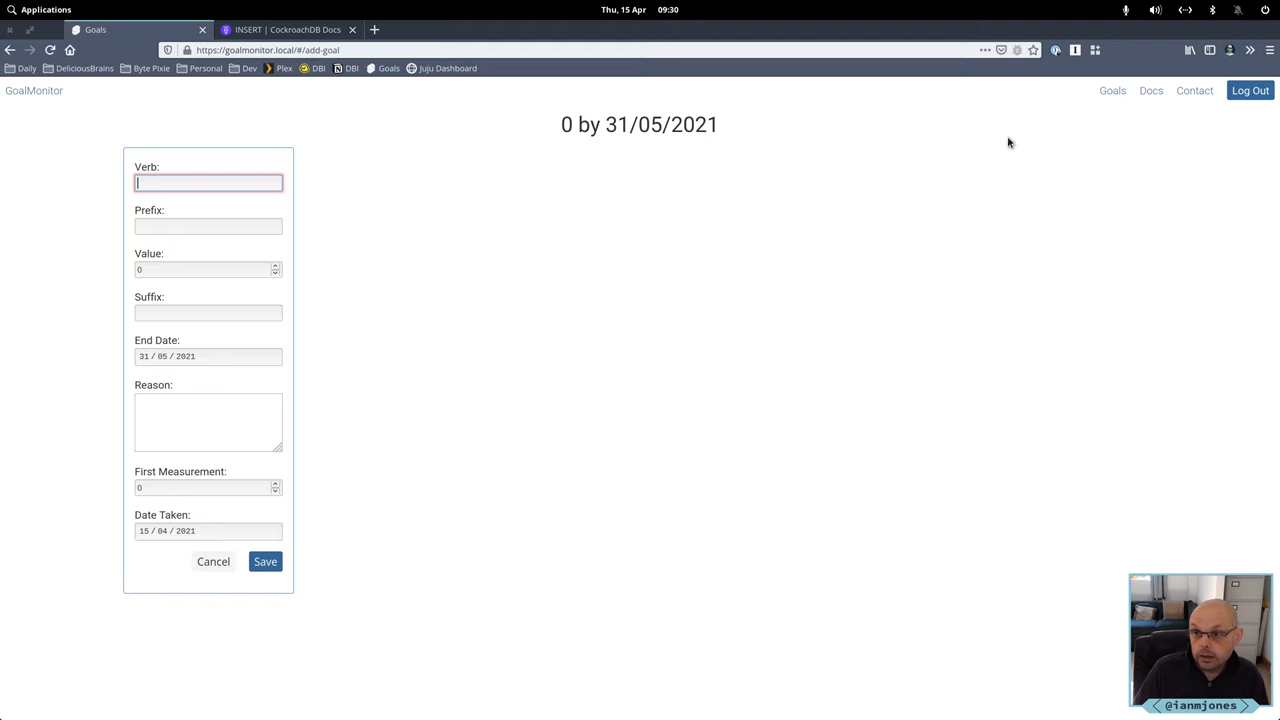 Applications
Thu, 15 Apr 09:30
Goals
INSERT | CockroachDB Docs
https://goalmonitor.local/#/add-goal
Daily DeliciousBrains Byte Pixie Personal Dev Plex DBI DBI Goals Juju Dashboard
GoalMonitor
Goals Docs Contact Log Out
0 by 31/05/2021
Verb:
Prefix:
Value:
0
Suffix:
End Date:
31 / 05 / 2021
Reason:
First Measurement:
0
Date Taken:
15 / 04 / 2021
Cancel Save
@ianmjones